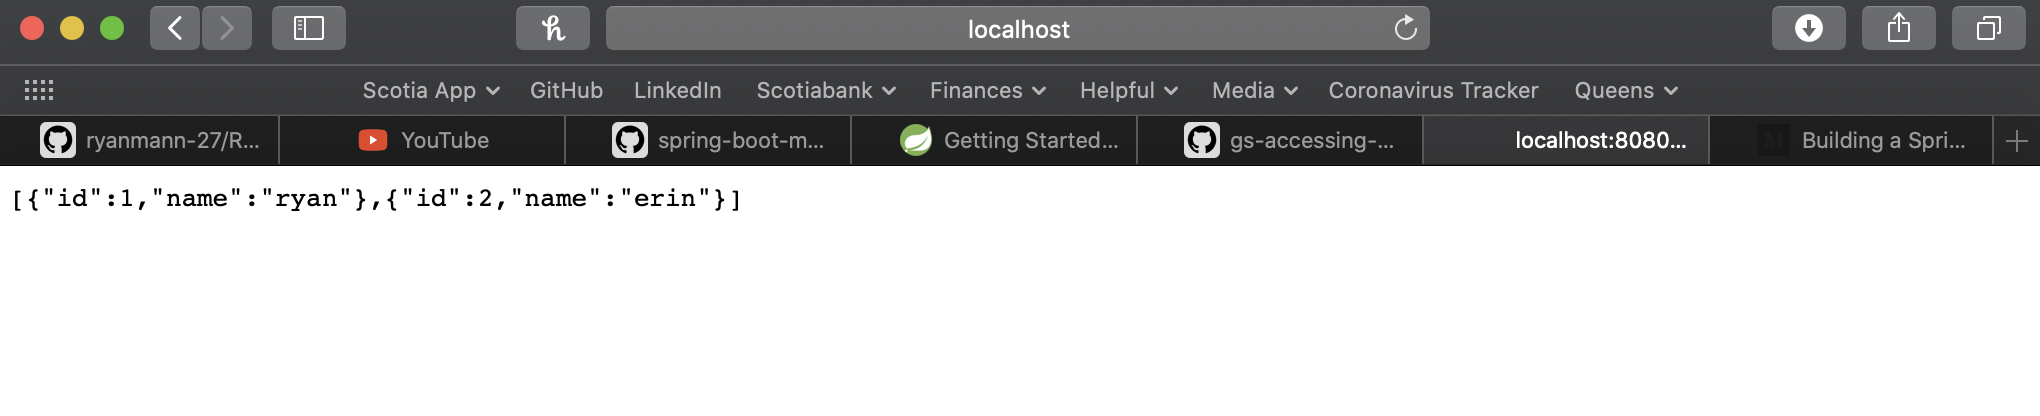 localhost
Scotia App GitHub LinkedIn Scotiabank Finances Helpful Media Coronavirus Tracker Queens
ryanmann-27/R... YouTube spring-boot-m... Getting Started... gs-accessing-... localhost:8080... M Building a Spri...
[{"id":1,"name":"ryan"},{"id":2,"name":"erin"}]